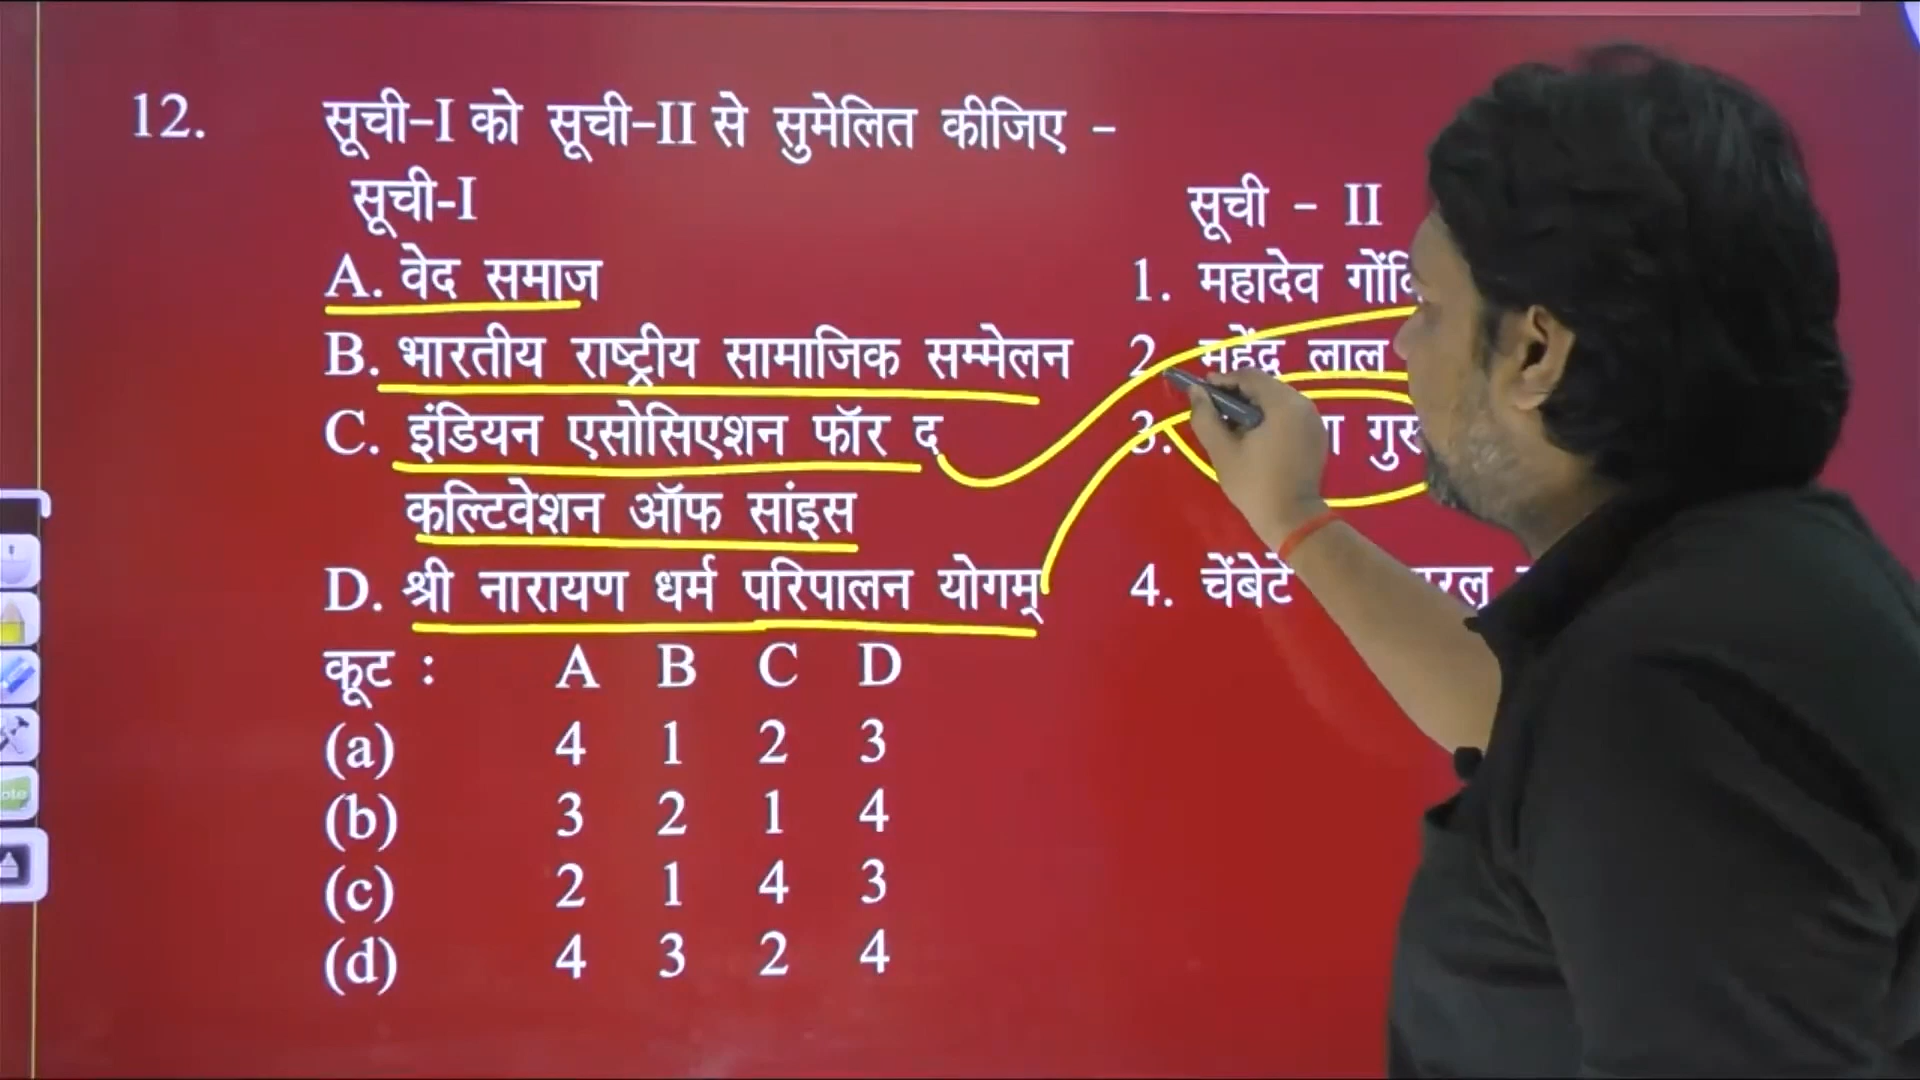 12. सूची-I को सूची-II से सुमेलित कीजिए -
सूची-I सूची - II
A. वेद समाज 1. महादेव
B. भारतीय राष्ट्रीय सामाजिक सम्मेलन 2. महेंद्र लाल
C. इंडियन एसोसिएशन फॉर द 3.
कल्टिवेशन ऑफ सांइस
D. श्री नारायण धर्म परिपालन योगम् 4. चेंबेटे
कूट : A B C D
(a) 4 1 2 3
(b) 3 2 1 4
(c) 2 1 4 3
(d) 4 3 2 4